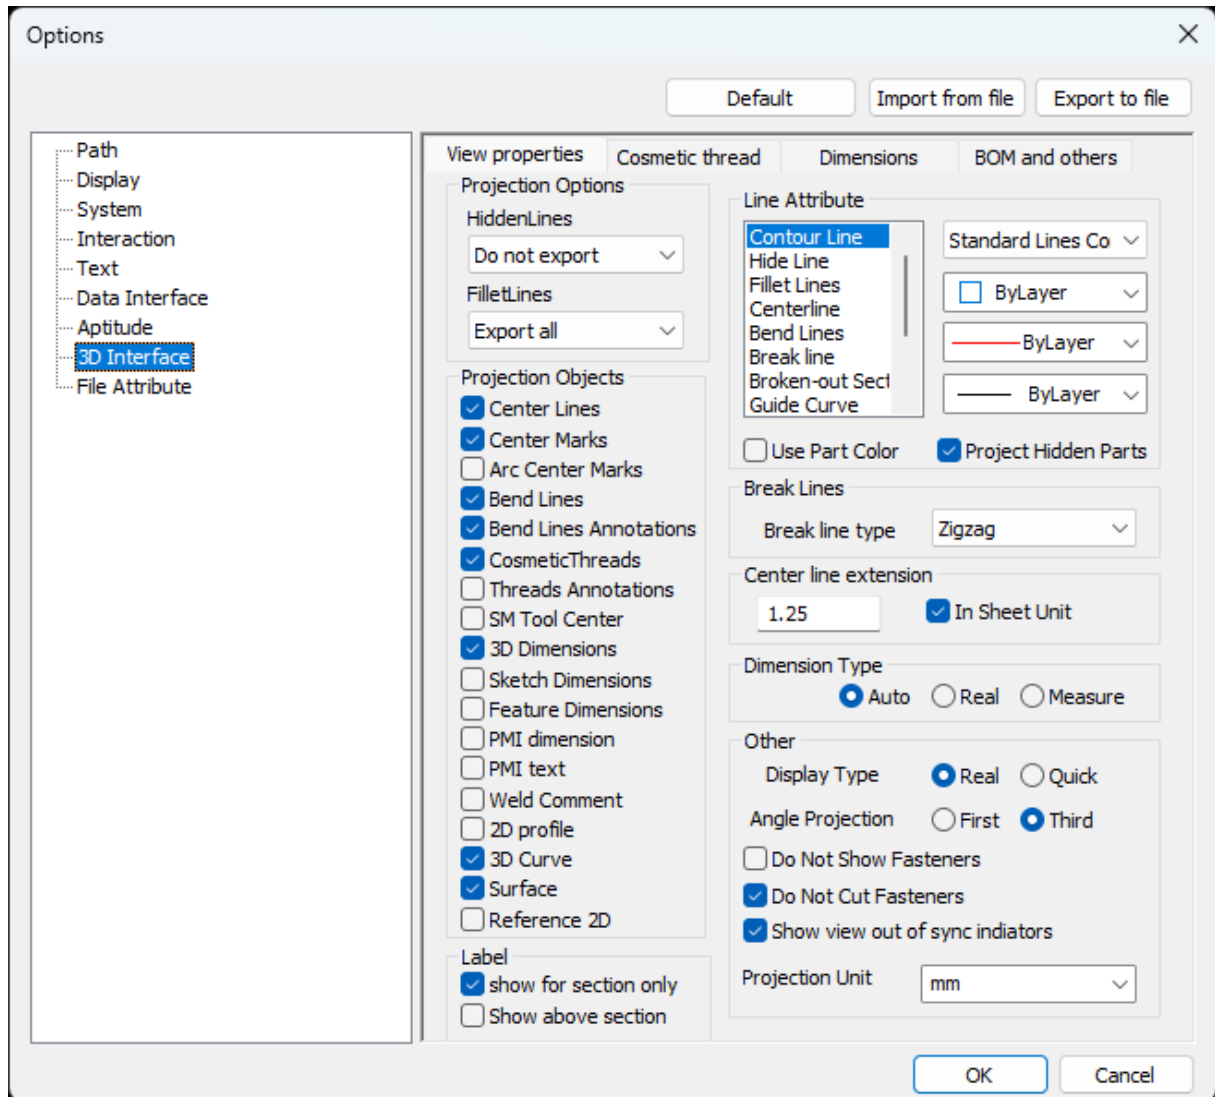 Options
Default
Import from file
Export to file
Path
Display
System
Interaction
Text
Data Interface
Aptitude
3D Interface
File Attribute
View properties
Cosmetic thread
Dimensions
BOM and others
Projection Options
HiddenLines
Do not export
FilletLines
Export all
Projection Objects
Center Lines
Center Marks
Arc Center Marks
Bend Lines
Bend Lines Annotations
CosmeticThreads
Threads Annotations
SM Tool Center
3D Dimensions
Sketch Dimensions
Feature Dimensions
PMI dimension
PMI text
Weld Comment
2D profile
3D Curve
Surface
Reference 2D
Label
show for section only
Show above section
Line Attribute
Contour Line
Hide Line
Fillet Lines
Centerline
Bend Lines
Break line
Broken-out Sect
Guide Curve
Standard Lines Co
ByLayer
ByLayer
ByLayer
Use Part Color
Project Hidden Parts
Break Lines
Break line type
Zigzag
Center line extension
1.25
In Sheet Unit
Dimension Type
Auto
Real
Measure
Other
Display Type
Real
Quick
Angle Projection
First
Third
Do Not Show Fasteners
Do Not Cut Fasteners
Show view out of sync indiators
Projection Unit
mm
OK
Cancel